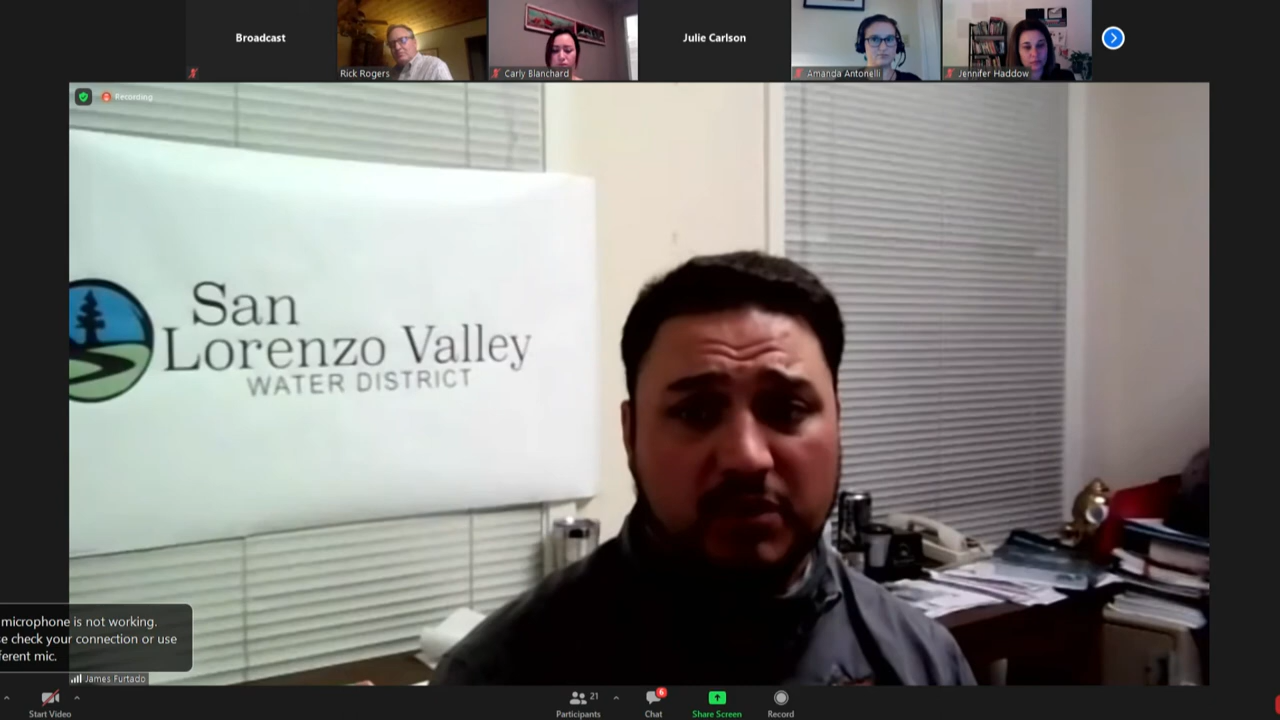 Broadcast
Rick Rogers
Carly Blanchard
Julie Carlson
Amanda Antonelli
Jennifer Haddow
Recording
San
Lorenzo Valley
WATER DISTRICT
microphone is not working.
e check your connection or use
ferent mic.
James Furtado
Start Video
Participants
21
Chat
6
Share Screen
Record